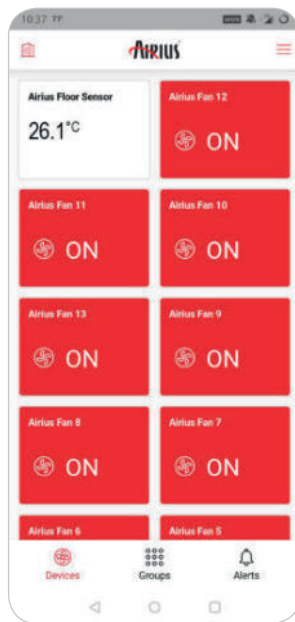 10:37
AIRIUS
Airius Floor Sensor
26.1°C
Airius Fan 12
ON
Airius Fan 11
ON
Airius Fan 10
ON
Airius Fan 13
ON
Airius Fan 9
ON
Airius Fan 8
ON
Airius Fan 7
ON
Airius Fan 6
Airius Fan 5
Devices
Groups
Alerts